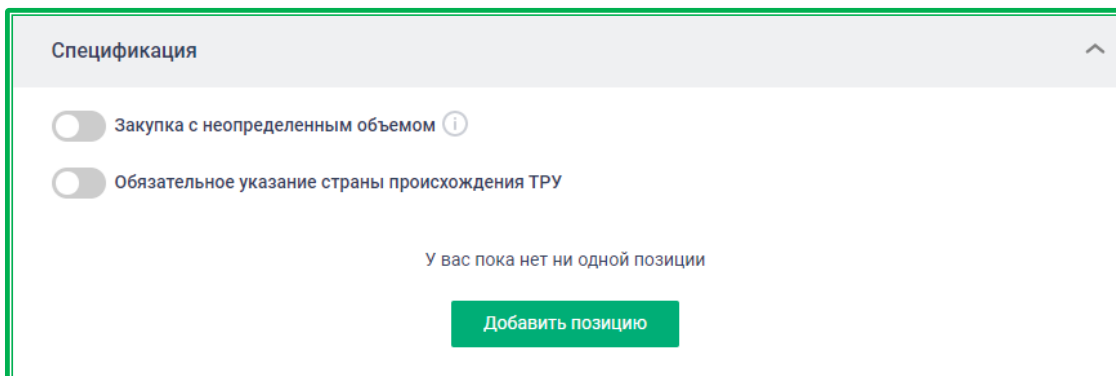 Спецификация
Закупка с неопределенным объемом
Обязательное указание страны происхождения ТРУ
У вас пока нет ни одной позиции
Добавить позицию